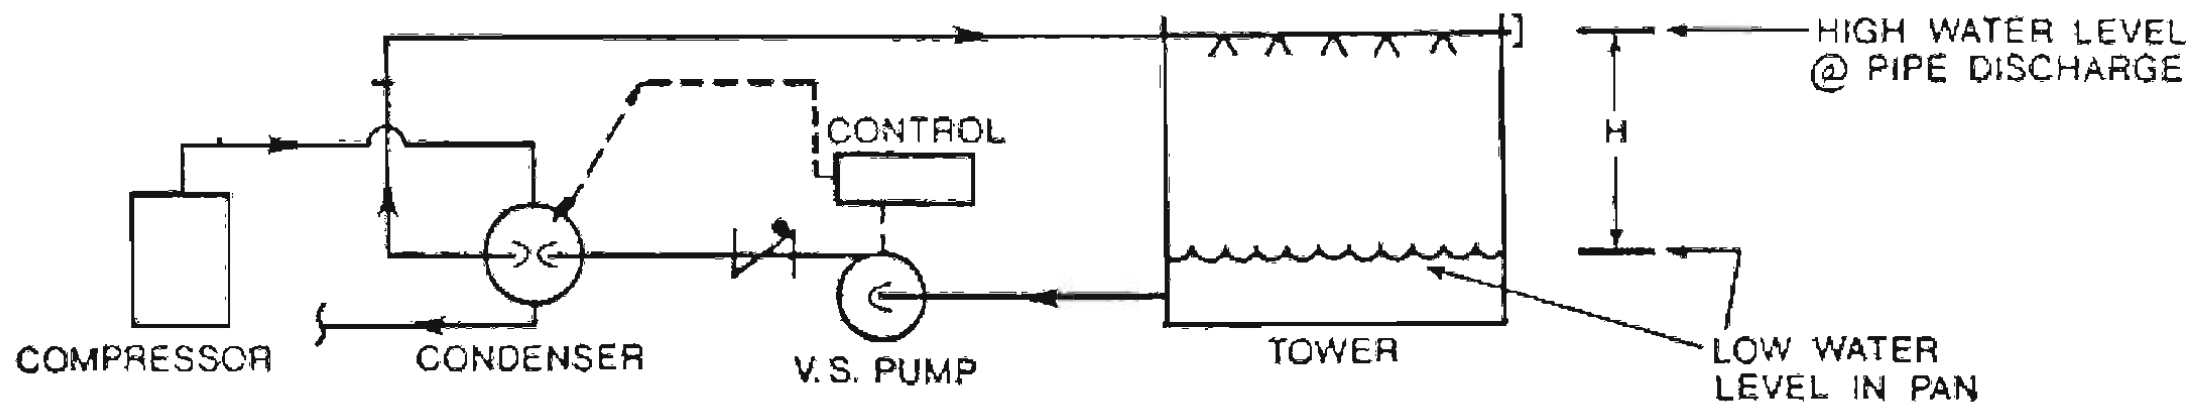 HIGH WATER LEVEL
@ PIPE DISCHARGE
H
CONTROL
COMPRESSOR
CONDENSER
V.S. PUMP
TOWER
LOW WATER
LEVEL IN PAN